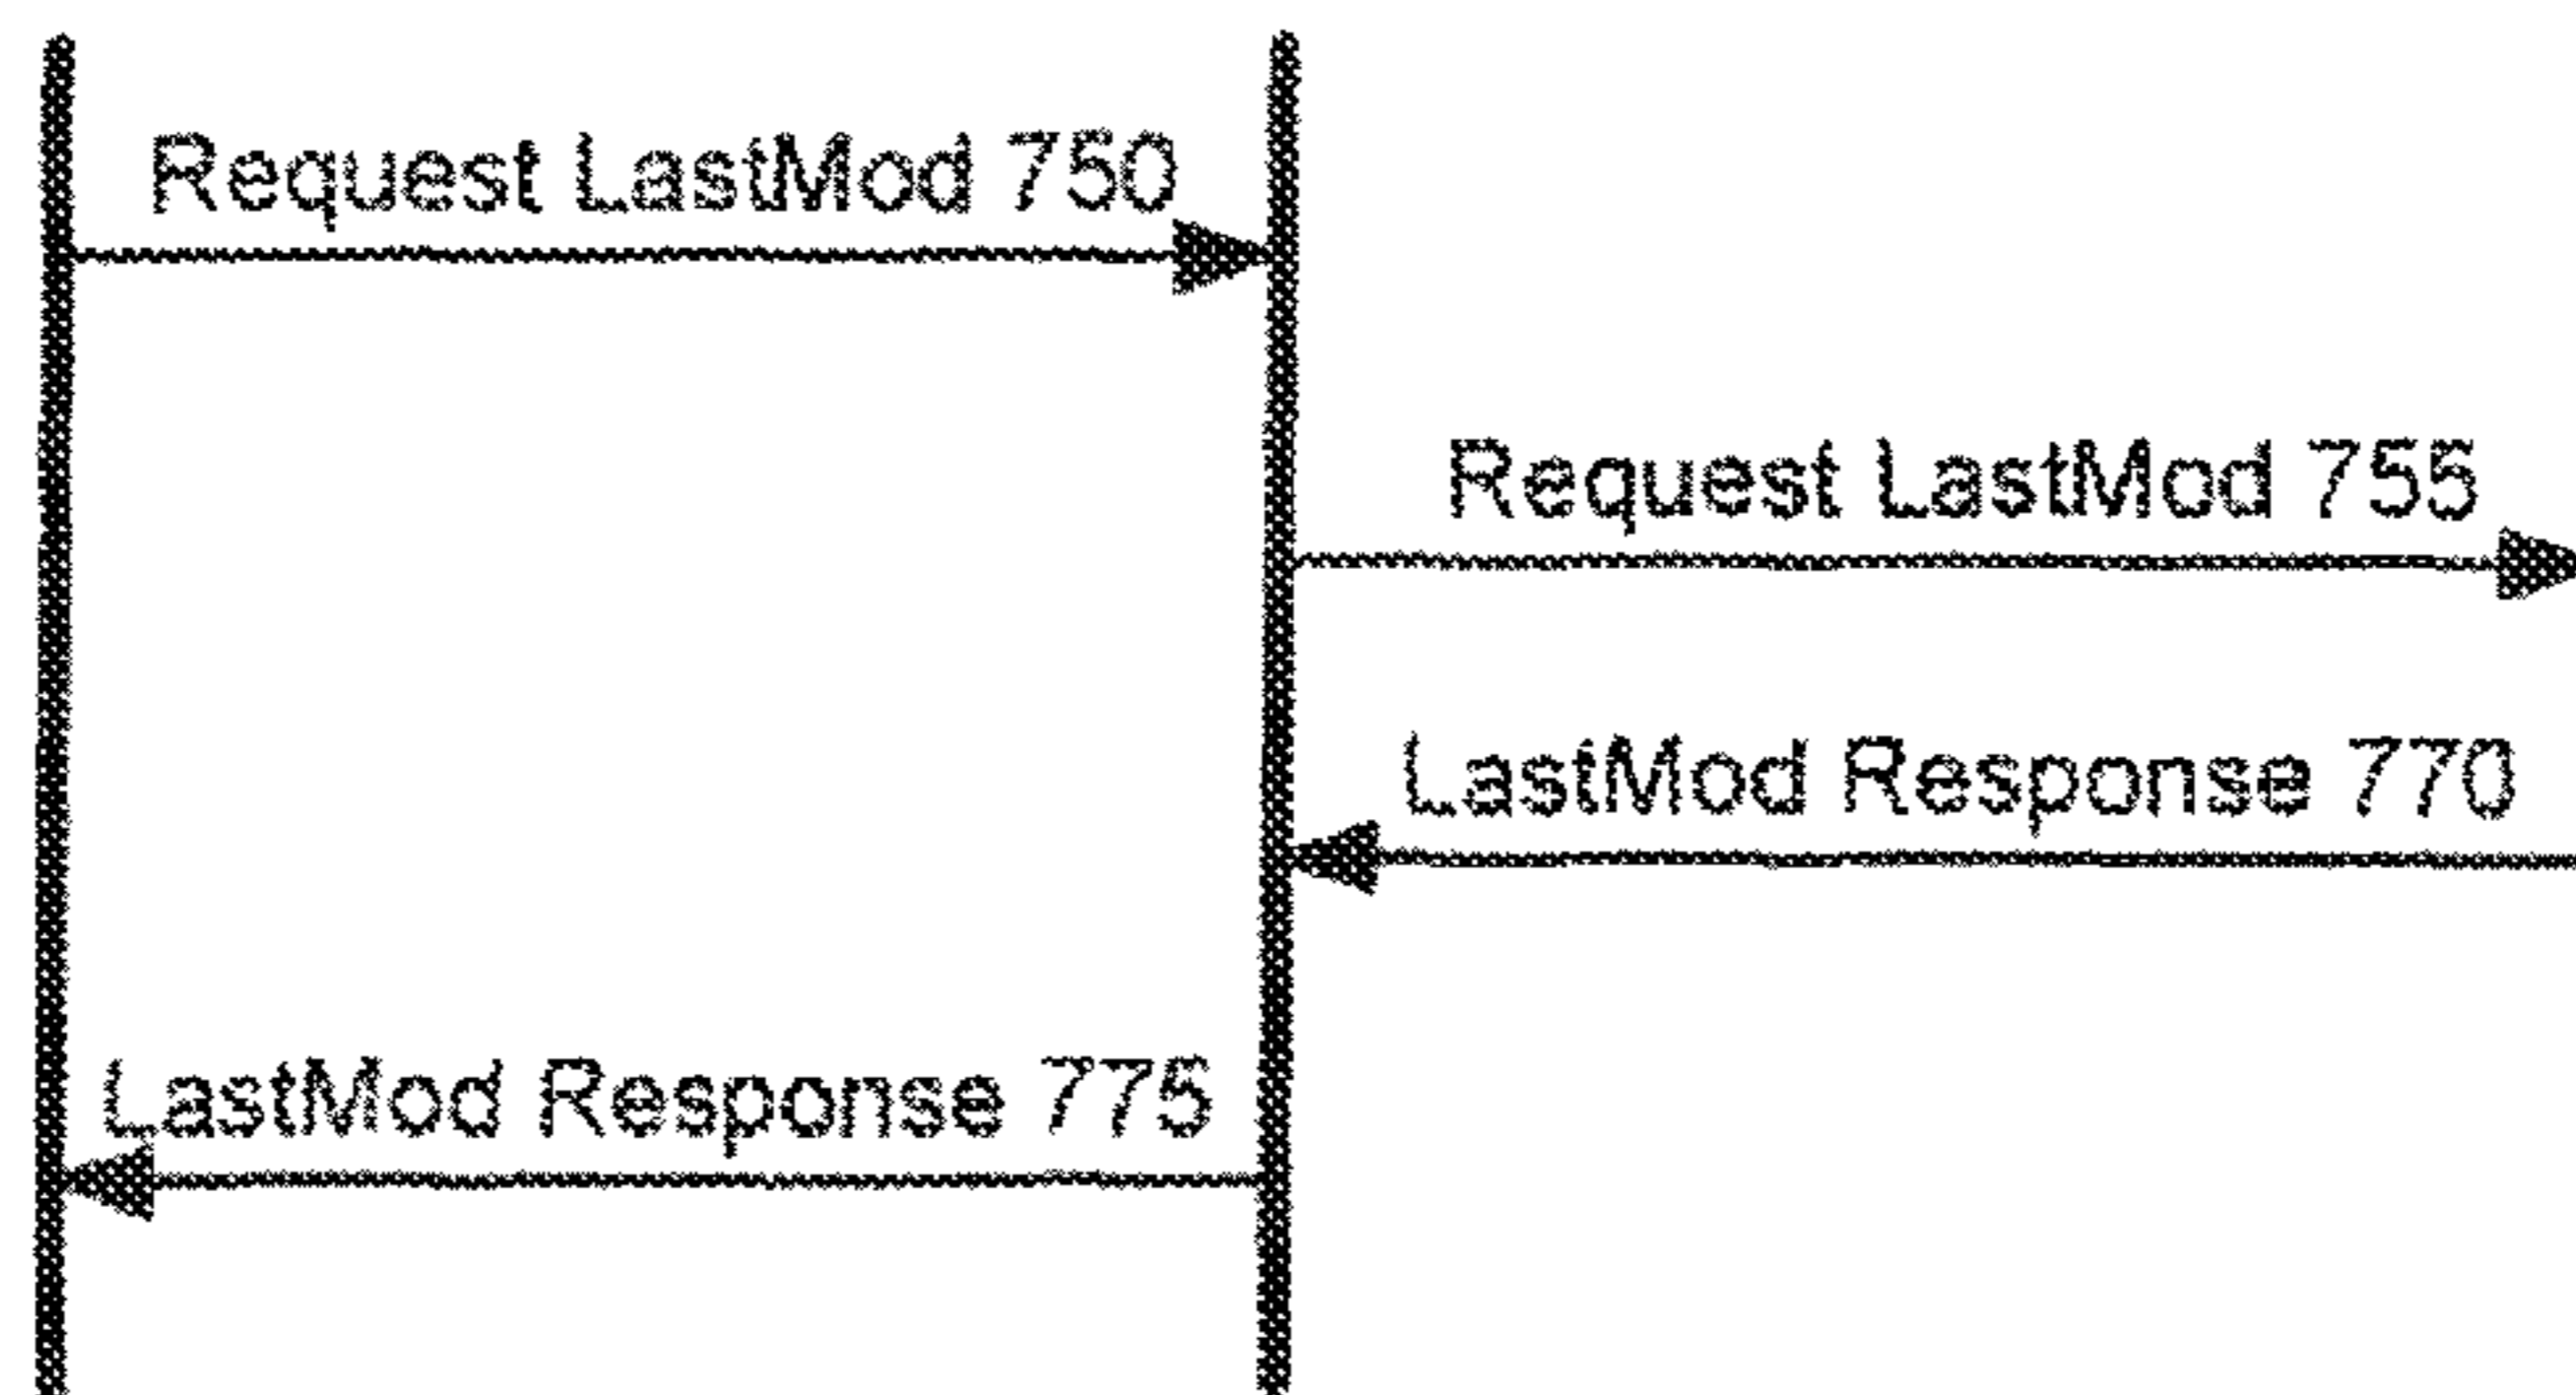 Request LastMod 750
Request LastMod 755
LastMod Response 770
LastMod Response 775